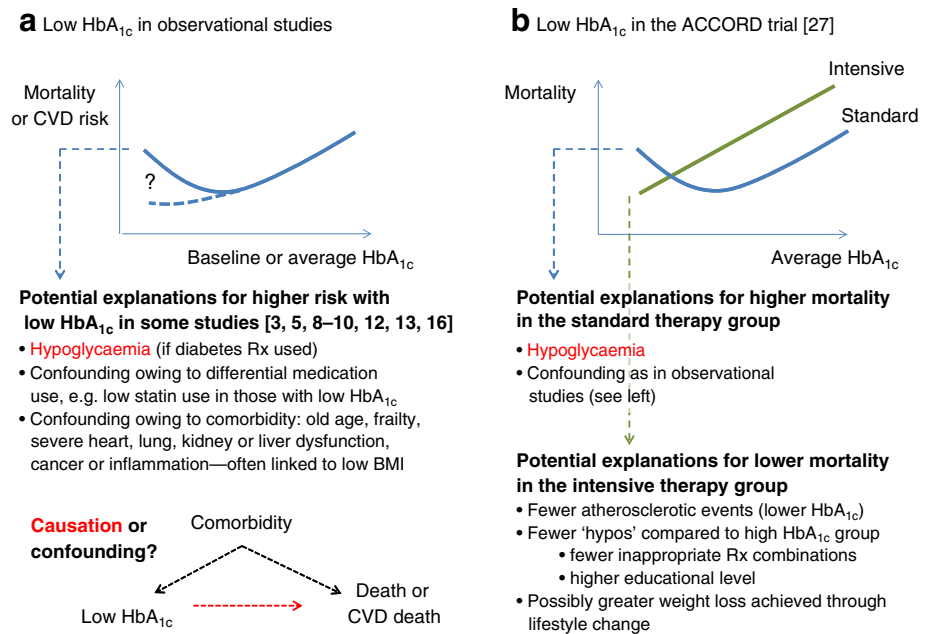 a Low HbA1c in observational studies
Mortality
or CVD risk
?
Baseline or average HbA1c
Potential explanations for higher risk with
low HbA1c in some studies [3, 5, 8–10, 12, 13, 16]
• Hypoglycaemia (if diabetes Rx used)
• Confounding owing to differential medication
use, e.g. low statin use in those with low HbA1c
• Confounding owing to comorbidity: old age, frailty,
severe heart, lung, kidney or liver dysfunction,
cancer or inflammation—often linked to low BMI
Causation or
confounding?
Comorbidity
Low HbA1c
Death or
CVD death
b Low HbA1c in the ACCORD trial [27]
Mortality
Intensive
Standard
Average HbA1c
Potential explanations for higher mortality
in the standard therapy group
• Hypoglycaemia
• Confounding as in observational
studies (see left)
Potential explanations for lower mortality
in the intensive therapy group
• Fewer atherosclerotic events (lower HbA1c)
• Fewer ‘hypos’ compared to high HbA1c group
• fewer inappropriate Rx combinations
• higher educational level
• Possibly greater weight loss achieved through
lifestyle change